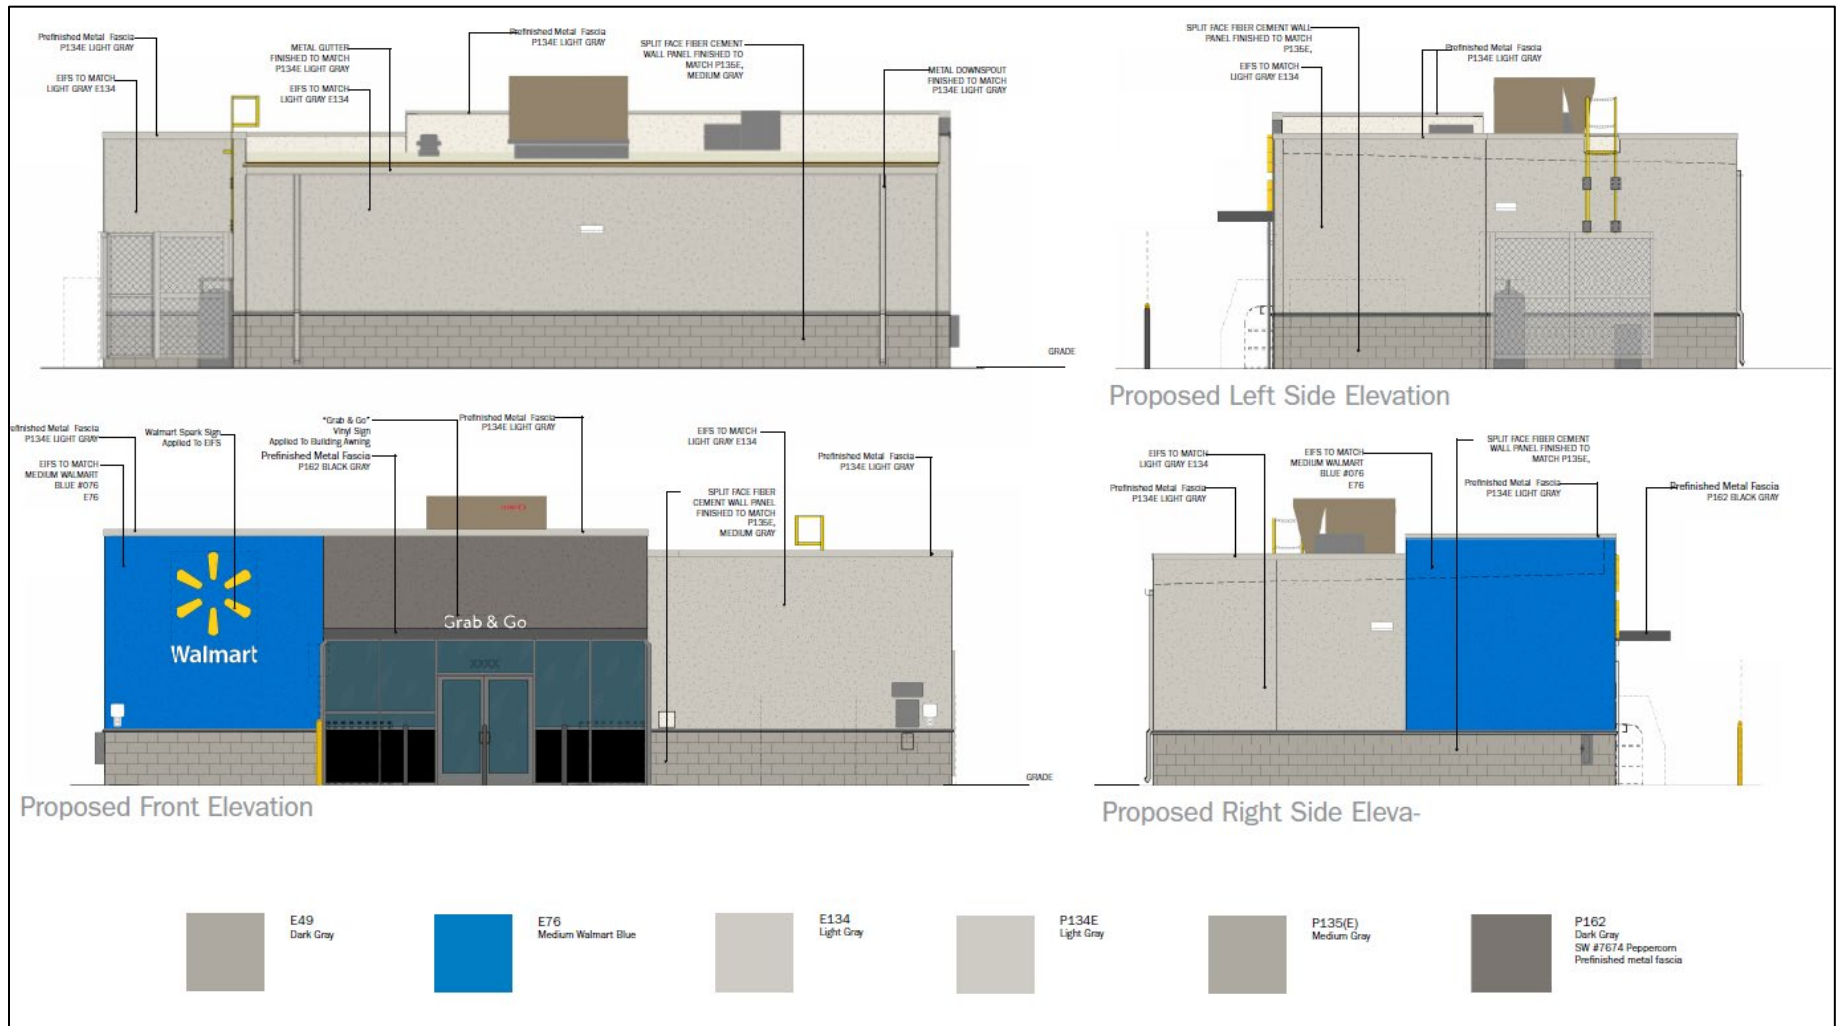 Prefinished Metal Fascia
P134E LIGHT GRAY
EIFS TO MATCH
LIGHT GRAY E134
METAL GUTTER
FINISHED TO MATCH
P134E LIGHT GRAY
EIFS TO MATCH
LIGHT GRAY E134
Prefinished Metal Fascia
P134E LIGHT GRAY
SPLIT FACE FIBER CEMENT
WALL PANEL FINISHED TO
MATCH P135E,
MEDIUM GRAY
METAL DOWNSPOUT
FINISHED TO MATCH
P134E LIGHT GRAY
GRADE
SPLIT FACE FIBER CEMENT WALL
PANEL FINISHED TO MATCH
P135E,
EIFS TO MATCH
LIGHT GRAY E134
Prefinished Metal Fascia
P134E LIGHT GRAY
Proposed Left Side Elevation
refinished Metal Fascia
P134E LIGHT GRAY
EIFS TO MATCH
MEDIUM WALMART
BLUE #076
E76
Walmart Spark Sign
Applied To EIFS
"Grab & Go"
Vinyl Sign
Applied To Building Awning
Prefinished Metal Fascia
P162 BLACK GRAY
Prefinished Metal Fascia
P134E LIGHT GRAY
SPLIT FACE FIBER
CEMENT WALL PANEL
FINISHED TO MATCH
P135E,
MEDIUM GRAY
EIFS TO MATCH
LIGHT GRAY E134
Prefinished Metal Fascia
P134E LIGHT GRAY
Walmart
Grab & Go
XXXX
GRADE
Proposed Front Elevation
EIFS TO MATCH
LIGHT GRAY E134
Prefinished Metal Fascia
P134E LIGHT GRAY
EIFS TO MATCH
MEDIUM WALMART
BLUE #076
E76
SPLIT FACE FIBER CEMENT
WALL PANEL FINISHED TO
MATCH P135E,
Prefinished Metal Fascia
P134E LIGHT GRAY
Prefinished Metal Fascia
P162 BLACK GRAY
Proposed Right Side Eleva-
E49
Dark Gray
E76
Medium Walmart Blue
E134
Light Gray
P134E
Light Gray
P135(E)
Medium Gray
P162
Dark Gray
SW #7674 Peppercorn
Prefinished metal fascia